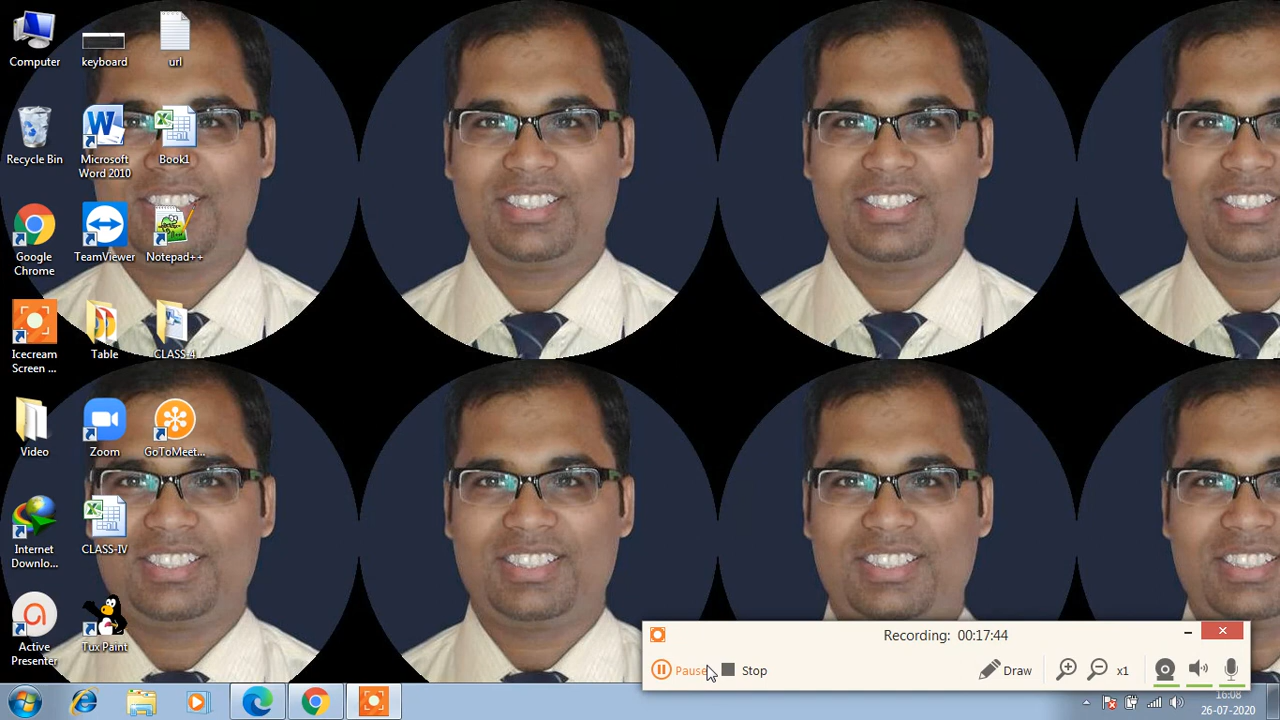 Computer
keyboard
url
Recycle Bin
Microsoft
Word 2010
Book1
Google
Chrome
TeamViewer
Notepad++
Icecream
Screen ...
Table
CLASS-4
Video
Zoom
GoToMeet...
Internet
Downlo...
CLASS-IV
Active
Presenter
Tux Paint
Recording: 00:17:44
Pause
Stop
Draw
x1
16:08
26-07-2020